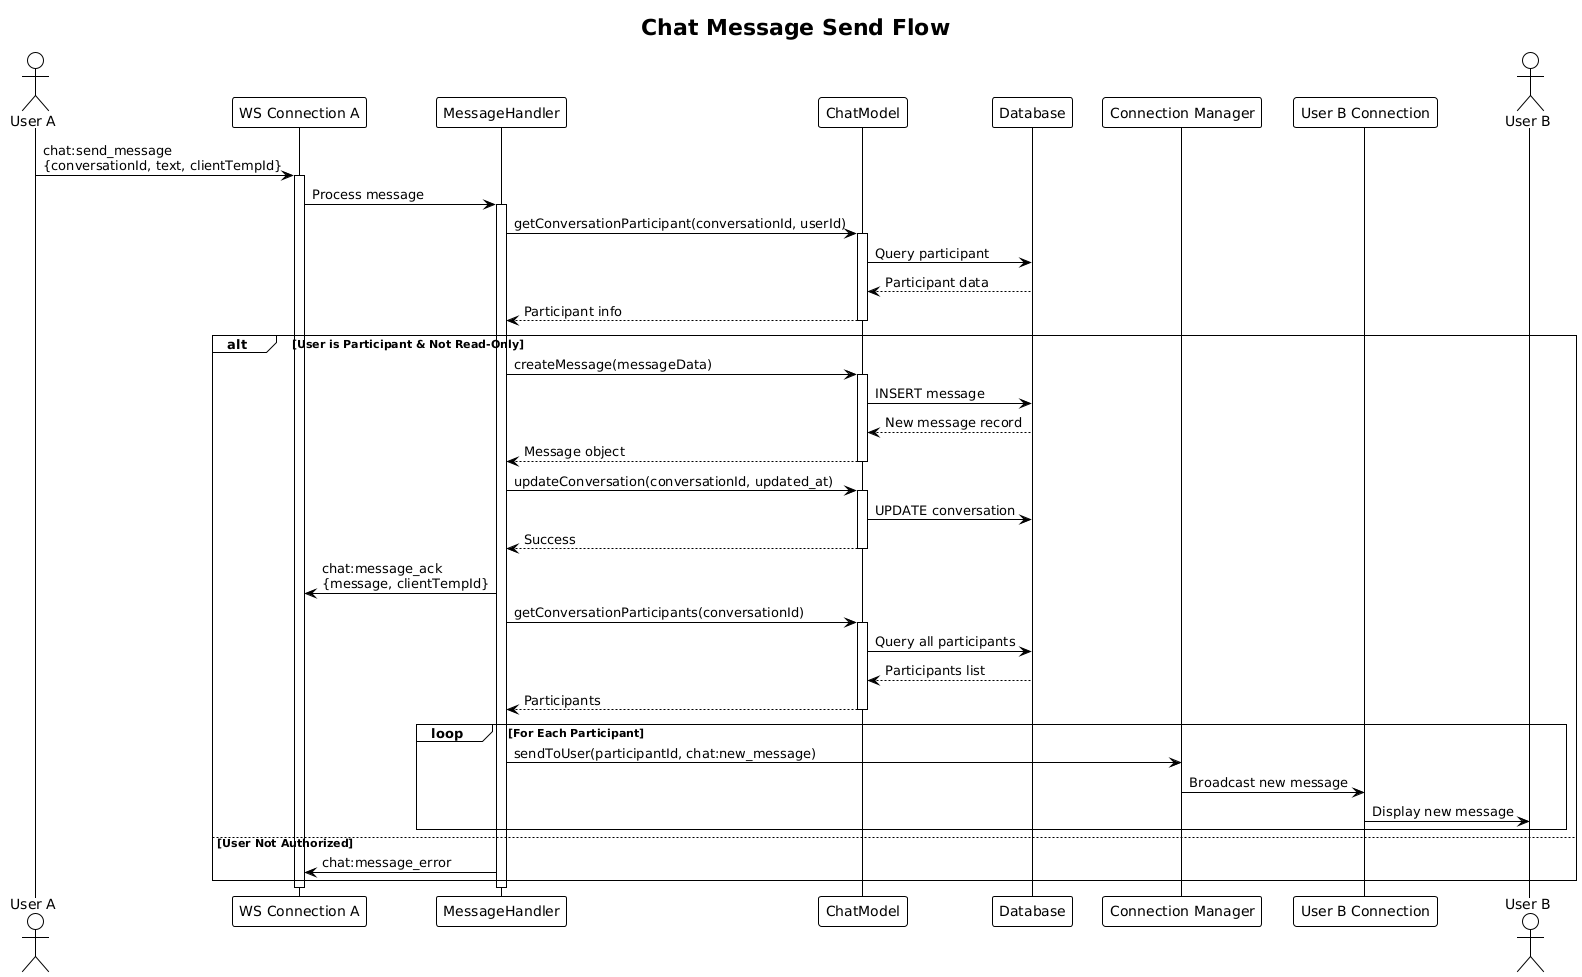 Chat Message Send Flow
User A
WS Connection A
MessageHandler
ChatModel
Database
Connection Manager
User B Connection
User B
chat:send_message
{conversationId, text, clientTempId}
Process message
getConversationParticipant(conversationId, userId)
Query participant
Participant data
Participant info
alt
[User is Participant & Not Read-Only]
createMessage(messageData)
INSERT message
New message record
Message object
updateConversation(conversationId, updated_at)
UPDATE conversation
Success
chat:message_ack
{message, clientTempId}
getConversationParticipants(conversationId)
Query all participants
Participants list
Participants
loop
[For Each Participant]
sendToUser(participantId, chat:new_message)
Broadcast new message
Display new message
[User Not Authorized]
chat:message_error
User A
WS Connection A
MessageHandler
ChatModel
Database
Connection Manager
User B Connection
User B